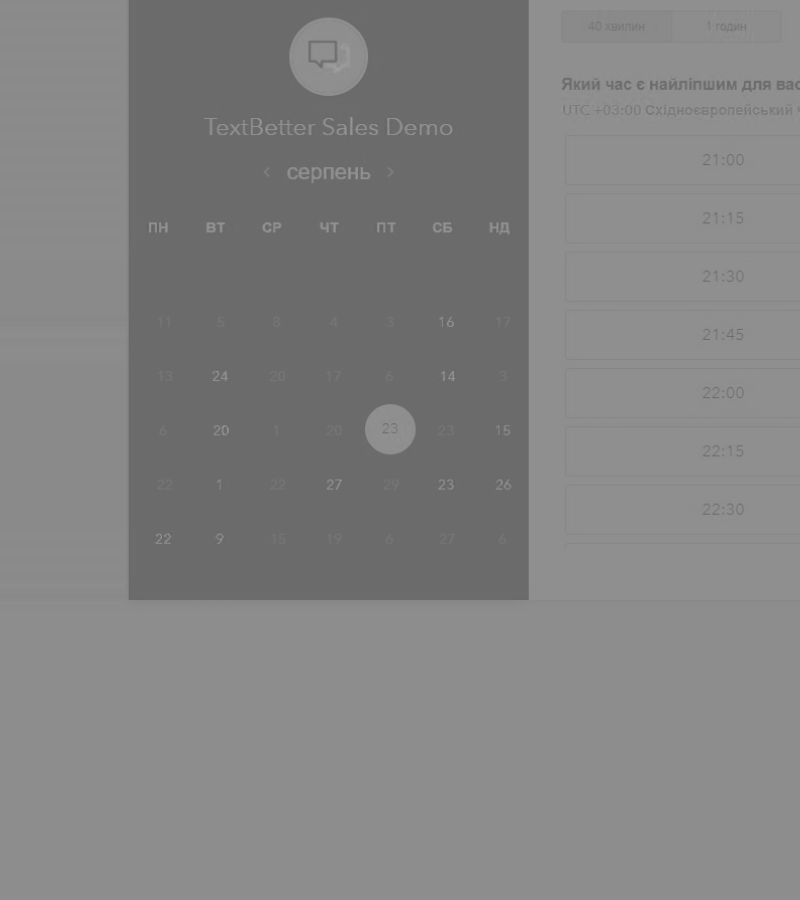 TextBetter Sales Demo
‹ серпень ›
ПН ВТ СР ЧТ ПТ СБ НД
11 5 8 4 3 16 17
13 24 20 17 6 14 3
6 20 1 20 23 23 15
22 1 22 27 29 23 26
22 9 15 19 6 27 6
40 хвилин 1 годин
Який час є найліпшим для вас
UTC +03:00 Східноєвропейський ч
21:00
21:15
21:30
21:45
22:00
22:15
22:30